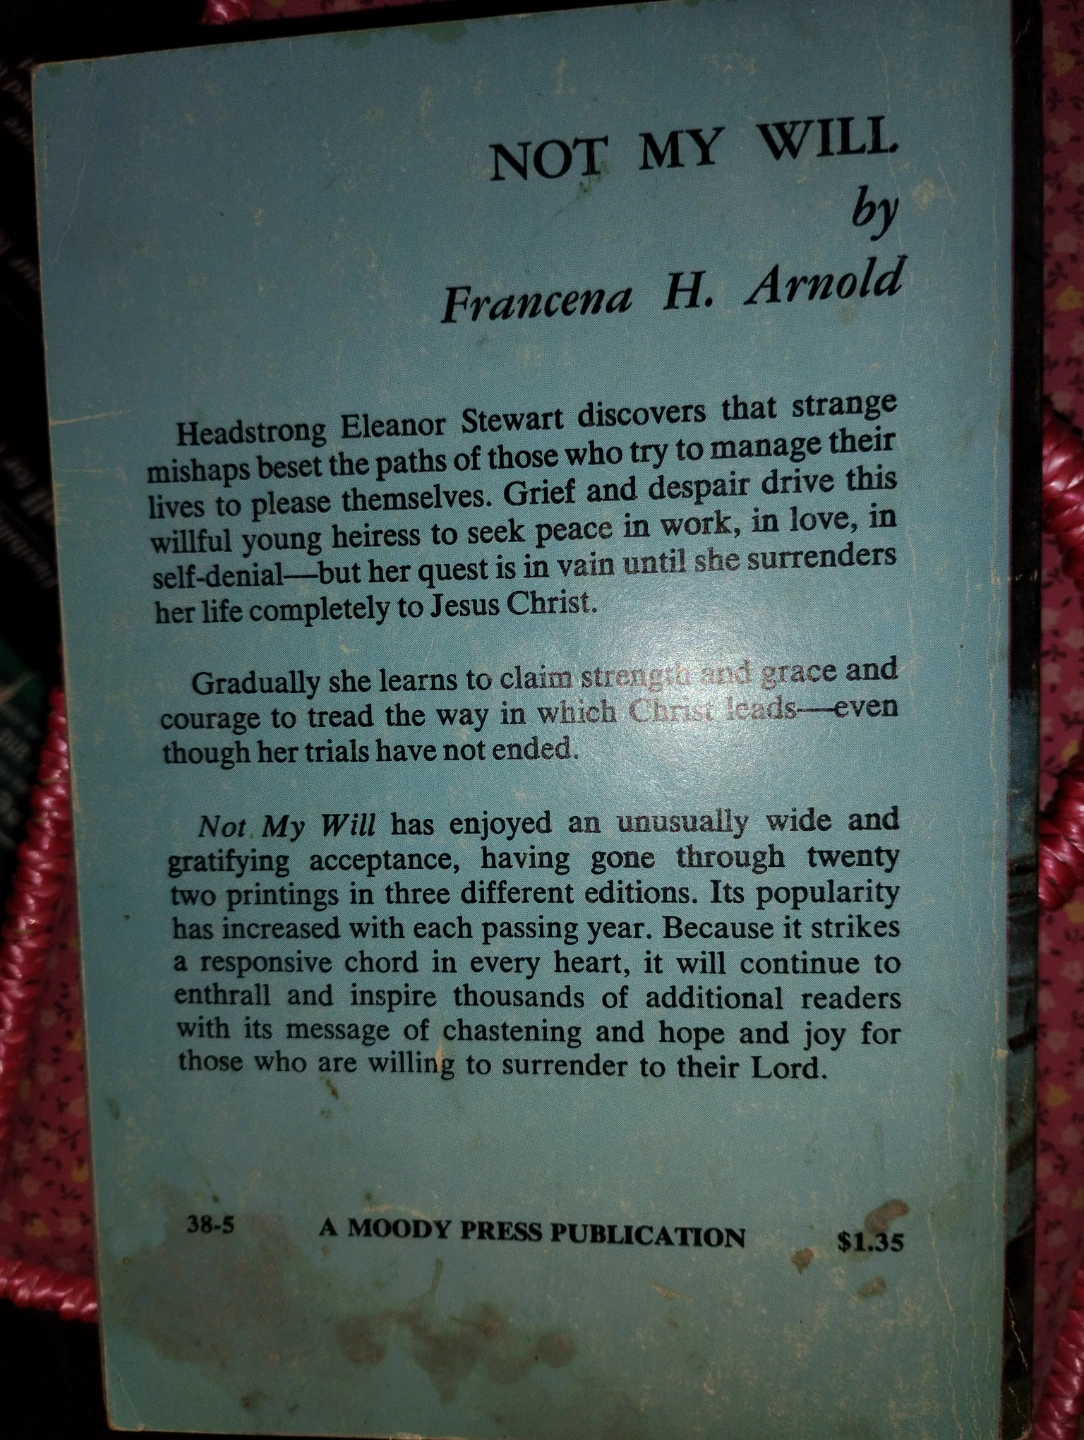 NOT MY WILL
by
Francena H. Arnold
Headstrong Eleanor Stewart discovers that strange
mishaps beset the paths of those who try to manage their
lives to please themselves. Grief and despair drive this
willful young heiress to seek peace in work, in love, in
self-denial—but her quest is in vain until she surrenders
her life completely to Jesus Christ.
Gradually she learns to claim strength and grace and
courage to tread the way in which Christ leads—even
though her trials have not ended.
Not My Will has enjoyed an unusually wide and
gratifying acceptance, having gone through twenty
two printings in three different editions. Its popularity
has increased with each passing year. Because it strikes
a responsive chord in every heart, it will continue to
enthrall and inspire thousands of additional readers
with its message of chastening and hope and joy for
those who are willing to surrender to their Lord.
38-5 A MOODY PRESS PUBLICATION $1.35